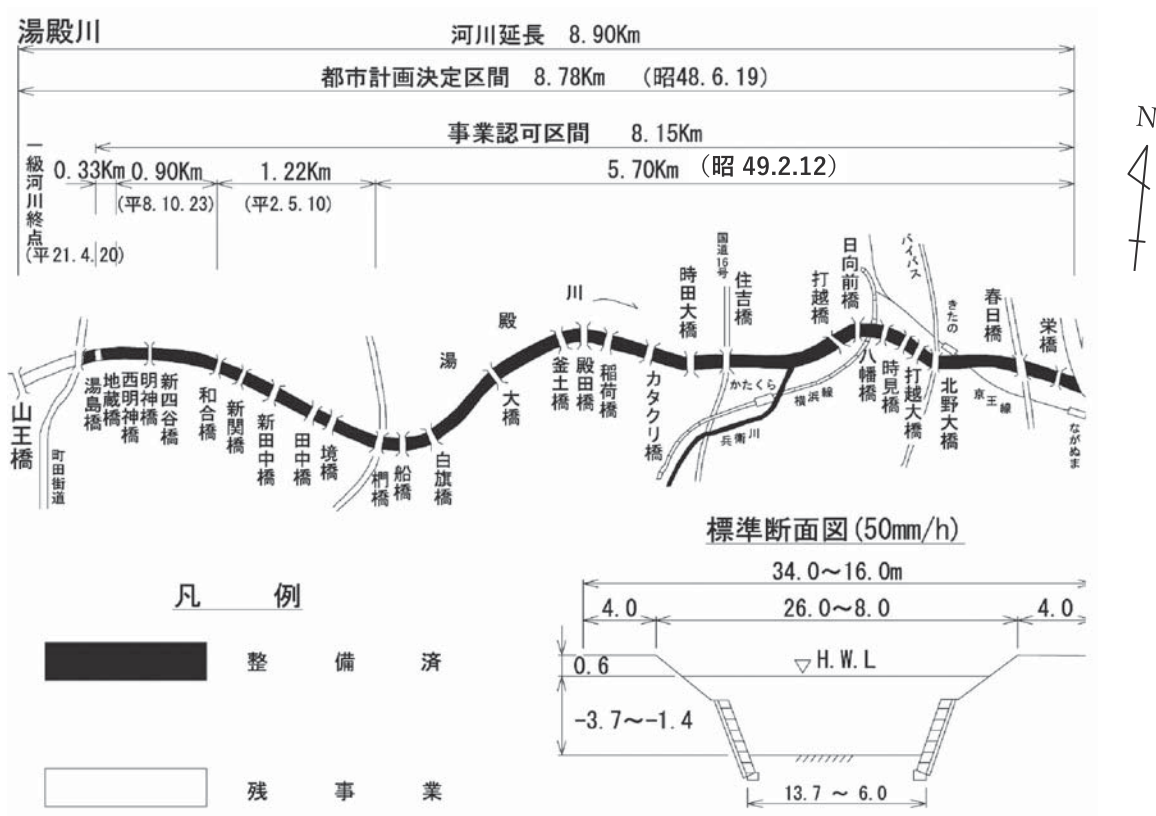 湯殿川
河川延長 8.90Km
都市計画決定区間 8.78Km (昭48.6.19)
N
事業認可区間 8.15Km
一級河川終点
(平21.4.20)
0.33Km
0.90Km
(平8.10.23)
1.22Km
(平2.5.10)
5.70Km (昭 49.2.12)
湯殿川
山王橋
町田街道
湯島橋
地蔵橋
西明神橋
明神橋
新四谷橋
和合橋
新関橋
新田中橋
田中橋
境橋
椚橋
船橋
白旗橋
大橋
釜土橋
殿田橋
稲荷橋
カタクリ橋
時田大橋
国道16号
住吉橋
かたくら
横浜線
兵衛川
打越橋
日向前橋
八幡橋
時見橋
打越大橋
バイパス
北野大橋
きたの
京王線
春日橋
栄橋
ながぬま
標準断面図(50mm/h)
34.0～16.0m
4.0
26.0～8.0
4.0
0.6
H.W.L
-3.7～-1.4
13.7 ～ 6.0
凡例
整備済
残事業